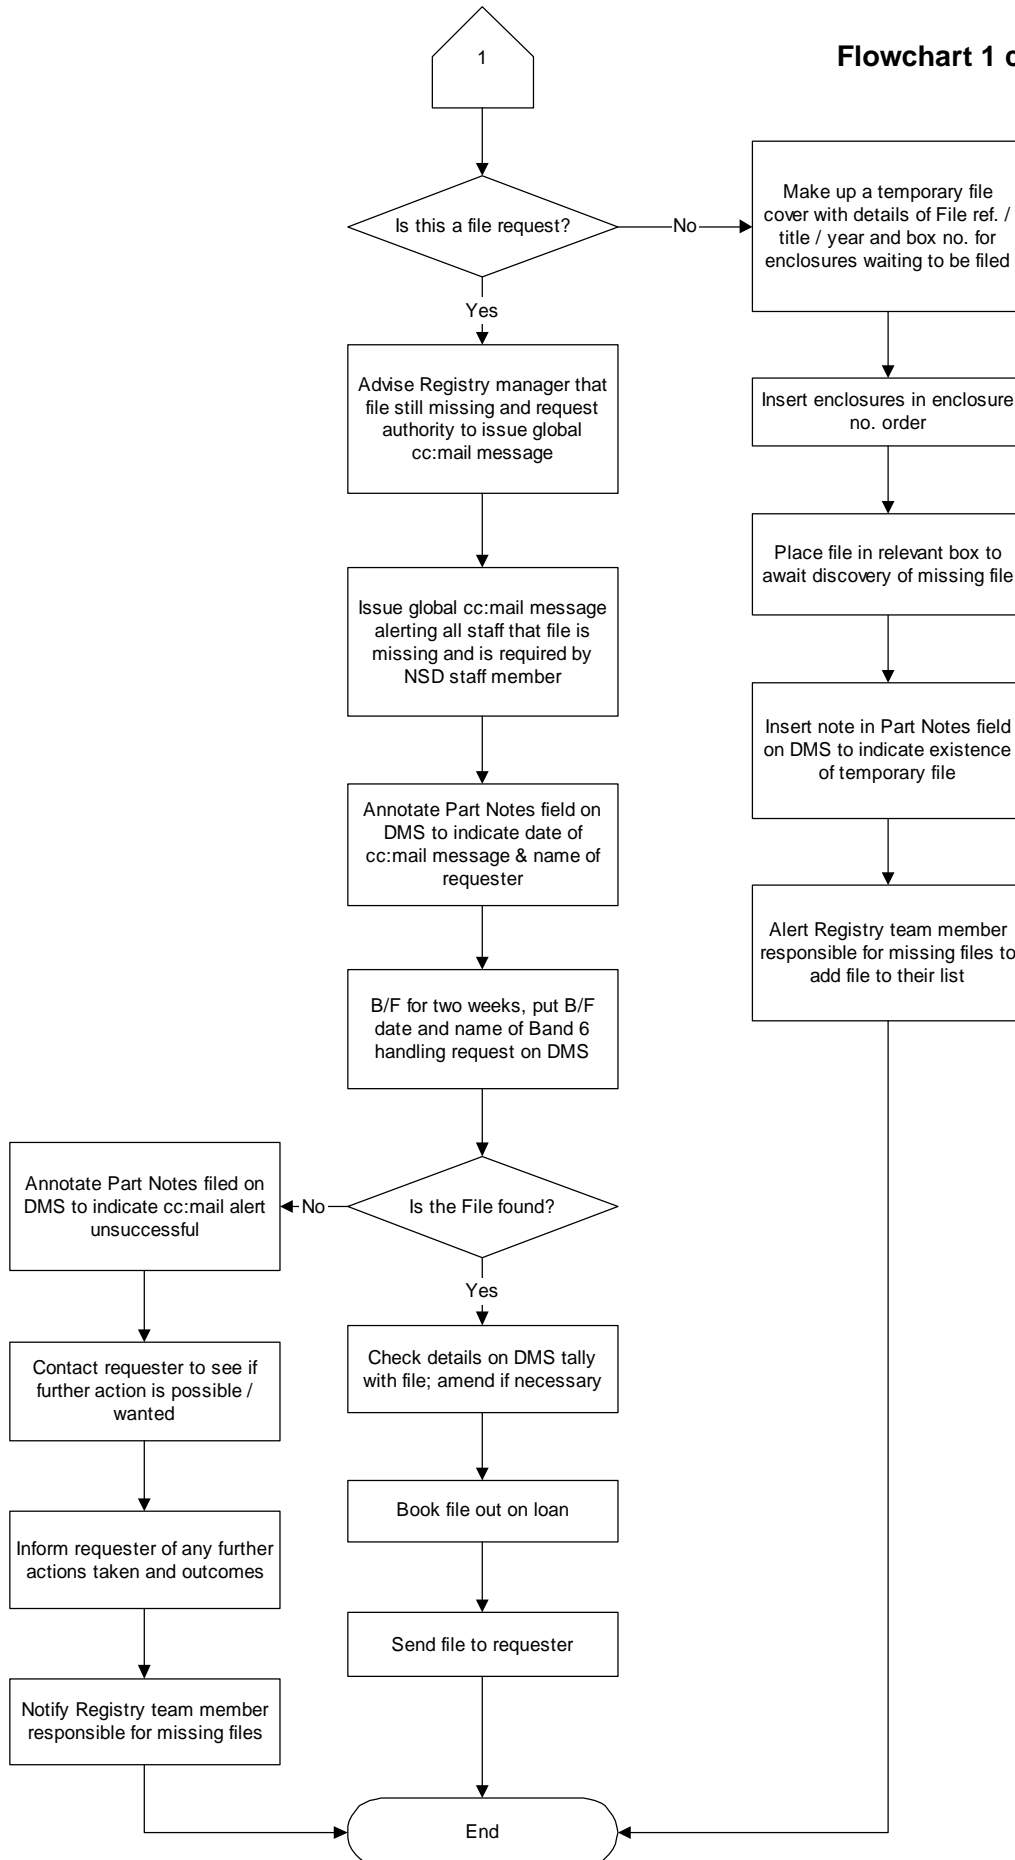 1
Flowchart 1 c
Is this a file request?
No
Make up a temporary file
cover with details of File ref. /
title / year and box no. for
enclosures waiting to be filed
Yes
Advise Registry manager that
file still missing and request
authority to issue global
cc:mail message
Insert enclosures in enclosure
no. order
Place file in relevant box to
await discovery of missing file
Issue global cc:mail message
alerting all staff that file is
missing and is required by
NSD staff member
Insert note in Part Notes field
on DMS to indicate existence
of temporary file
Annotate Part Notes field on
DMS to indicate date of
cc:mail message & name of
requester
Alert Registry team member
responsible for missing files to
add file to their list
B/F for two weeks, put B/F
date and name of Band 6
handling request on DMS
Is the File found?
No
Annotate Part Notes filed on
DMS to indicate cc:mail alert
unsuccessful
Yes
Check details on DMS tally
with file; amend if necessary
Contact requester to see if
further action is possible /
wanted
Book file out on loan
Inform requester of any further
actions taken and outcomes
Send file to requester
Notify Registry team member
responsible for missing files
End